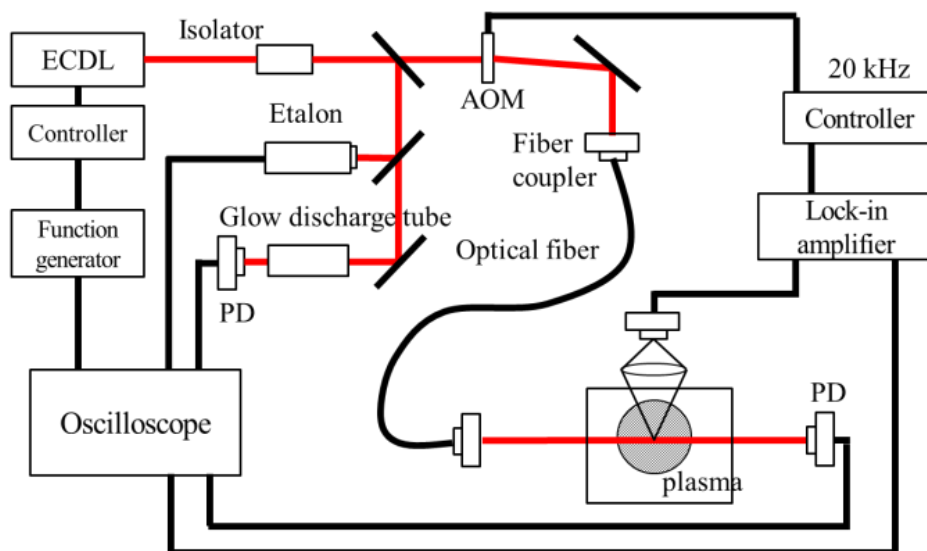 Isolator
ECDL
AOM
20 kHz
Controller
Etalon
Controller
Fiber
coupler
Lock-in
amplifier
Glow discharge tube
Function
generator
Optical fiber
PD
PD
Oscilloscope
plasma